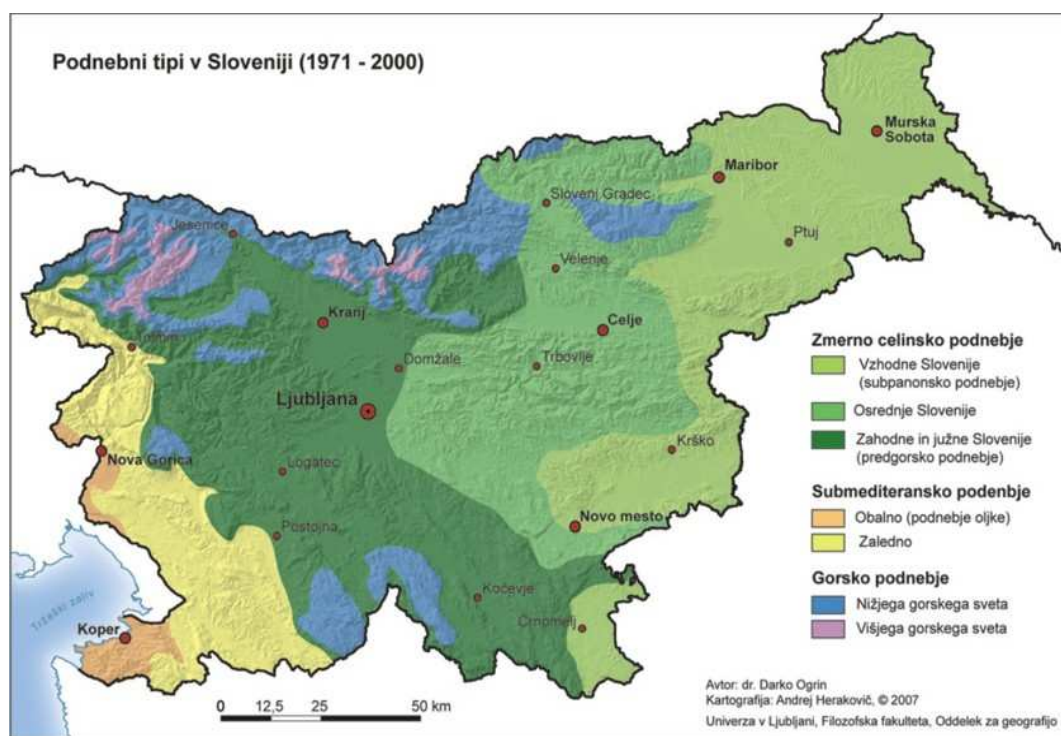 Podnebni tipi v Sloveniji (1971 - 2000)
Murska
Sobota
Maribor
Slovenj Gradec
Jesenice
Ptuj
Velenje
Kranj
Celje
Tolmin
Domžale
Trbovlje
Ljubljana
Krško
Nova Gorica
Logatec
Novo mesto
Postojna
Kočevje
Tržaški zaliv
Črnomelj
Koper
0 12,5 25 50 km
Zmerno celinsko podnebje
Vzhodne Slovenije
(subpanonsko podnebje)
Osrednje Slovenije
Zahodne in južne Slovenije
(predgorsko podnebje)
Submediteransko podenbje
Obalno (podnebje oljke)
Zaledno
Gorsko podnebje
Nižjega gorskega sveta
Višjega gorskega sveta
Avtor: dr. Darko Ogrin
Kartografija: Andrej Herakovič, © 2007
Univerza v Ljubljani, Filozofska fakulteta, Oddelek za geografijo